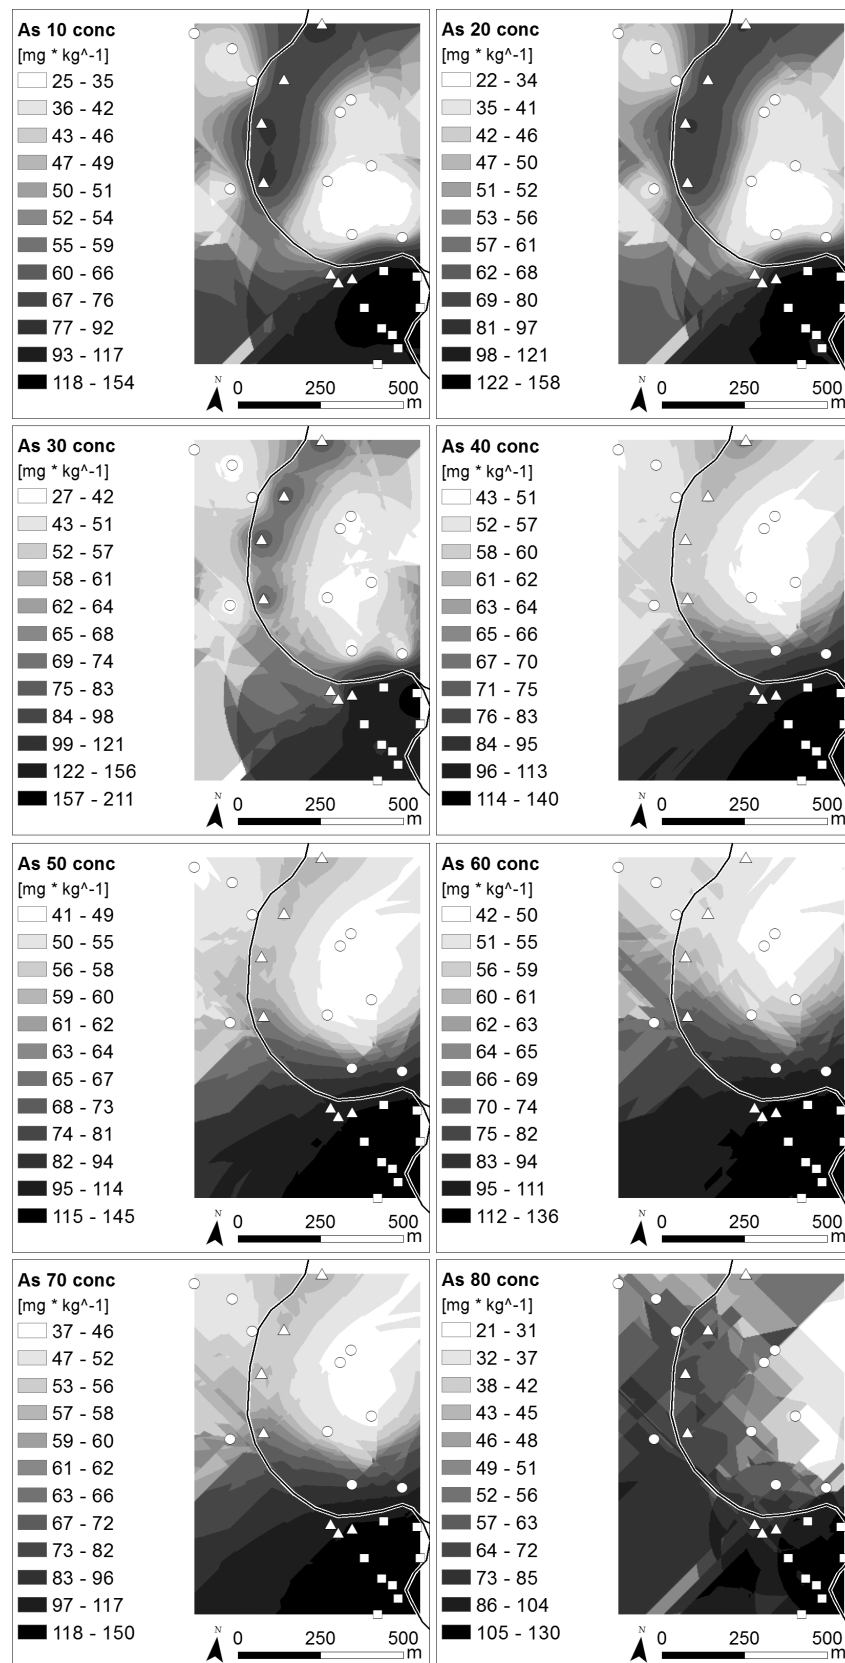 As 10 conc
[mg * kg^-1]
25 - 35
36 - 42
43 - 46
47 - 49
50 - 51
52 - 54
55 - 59
60 - 66
67 - 76
77 - 92
93 - 117
118 - 154
N
0 250 500
m
As 20 conc
[mg * kg^-1]
22 - 34
35 - 41
42 - 46
47 - 50
51 - 52
53 - 56
57 - 61
62 - 68
69 - 80
81 - 97
98 - 121
122 - 158
N
0 250 500
m
As 30 conc
[mg * kg^-1]
27 - 42
43 - 51
52 - 57
58 - 61
62 - 64
65 - 68
69 - 74
75 - 83
84 - 98
99 - 121
122 - 156
157 - 211
N
0 250 500
m
As 40 conc
[mg * kg^-1]
43 - 51
52 - 57
58 - 60
61 - 62
63 - 64
65 - 66
67 - 70
71 - 75
76 - 83
84 - 95
96 - 113
114 - 140
N
0 250 500
m
As 50 conc
[mg * kg^-1]
41 - 49
50 - 55
56 - 58
59 - 60
61 - 62
63 - 64
65 - 67
68 - 73
74 - 81
82 - 94
95 - 114
115 - 145
N
0 250 500
m
As 60 conc
[mg * kg^-1]
42 - 50
51 - 55
56 - 59
60 - 61
62 - 63
64 - 65
66 - 69
70 - 74
75 - 82
83 - 94
95 - 111
112 - 136
N
0 250 500
m
As 70 conc
[mg * kg^-1]
37 - 46
47 - 52
53 - 56
57 - 58
59 - 60
61 - 62
63 - 66
67 - 72
73 - 82
83 - 96
97 - 117
118 - 150
N
0 250 500
m
As 80 conc
[mg * kg^-1]
21 - 31
32 - 37
38 - 42
43 - 45
46 - 48
49 - 51
52 - 56
57 - 63
64 - 72
73 - 85
86 - 104
105 - 130
N
0 250 500
m